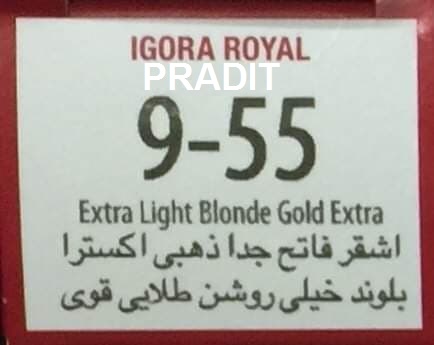 IGORA ROYAL
PRADIT
9-55
Extra Light Blonde Gold Extra
اشقر فاتح جدا ذهبی اکسترا
بلوند خیلی روشن طلایی قوی